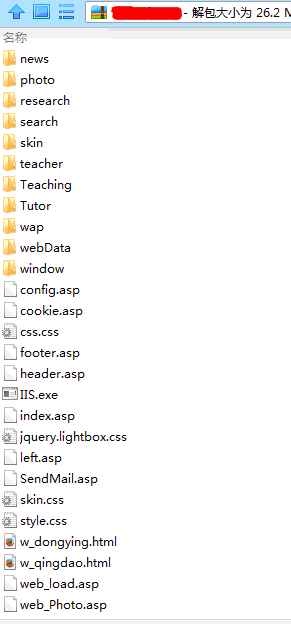 - 解包大小为 26.2 M
名称
news
photo
research
search
skin
teacher
Teaching
Tutor
wap
webData
window
config.asp
cookie.asp
css.css
footer.asp
header.asp
IIS.exe
index.asp
jquery.lightbox.css
left.asp
SendMail.asp
skin.css
style.css
w_dongying.html
w_qingdao.html
web_load.asp
web_Photo.asp